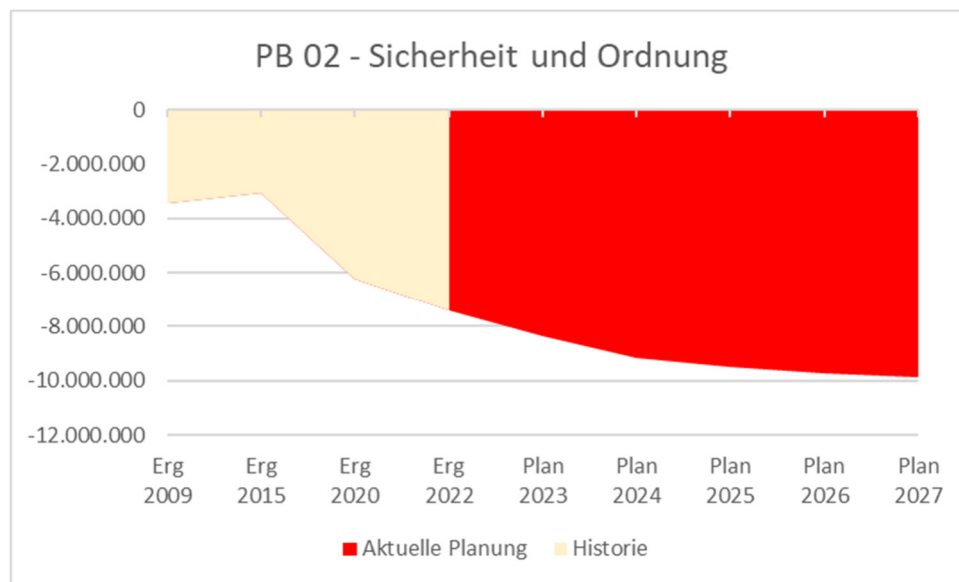 PB 02 - Sicherheit und Ordnung
0
-2.000.000
-4.000.000
-6.000.000
-8.000.000
-10.000.000
-12.000.000
Erg Erg Erg Erg Plan Plan Plan Plan Plan
2009 2015 2020 2022 2023 2024 2025 2026 2027
Aktuelle Planung Historie